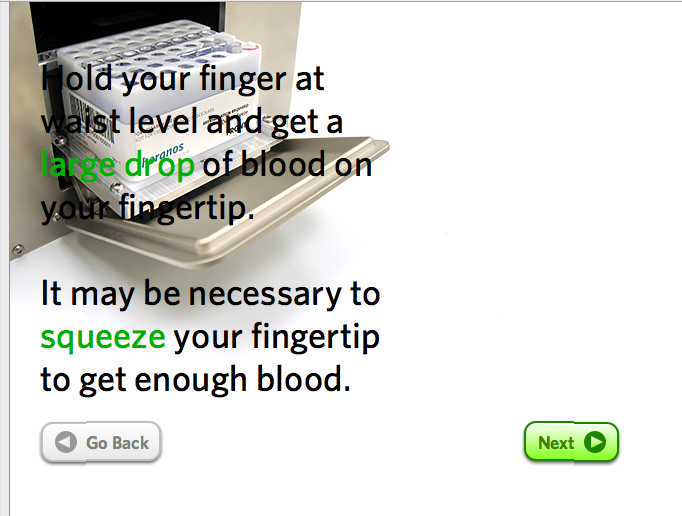 Hold your finger at
waist level and get a
large drop of blood on
your fingertip.
It may be necessary to
squeeze your fingertip
to get enough blood.
Go Back
Next